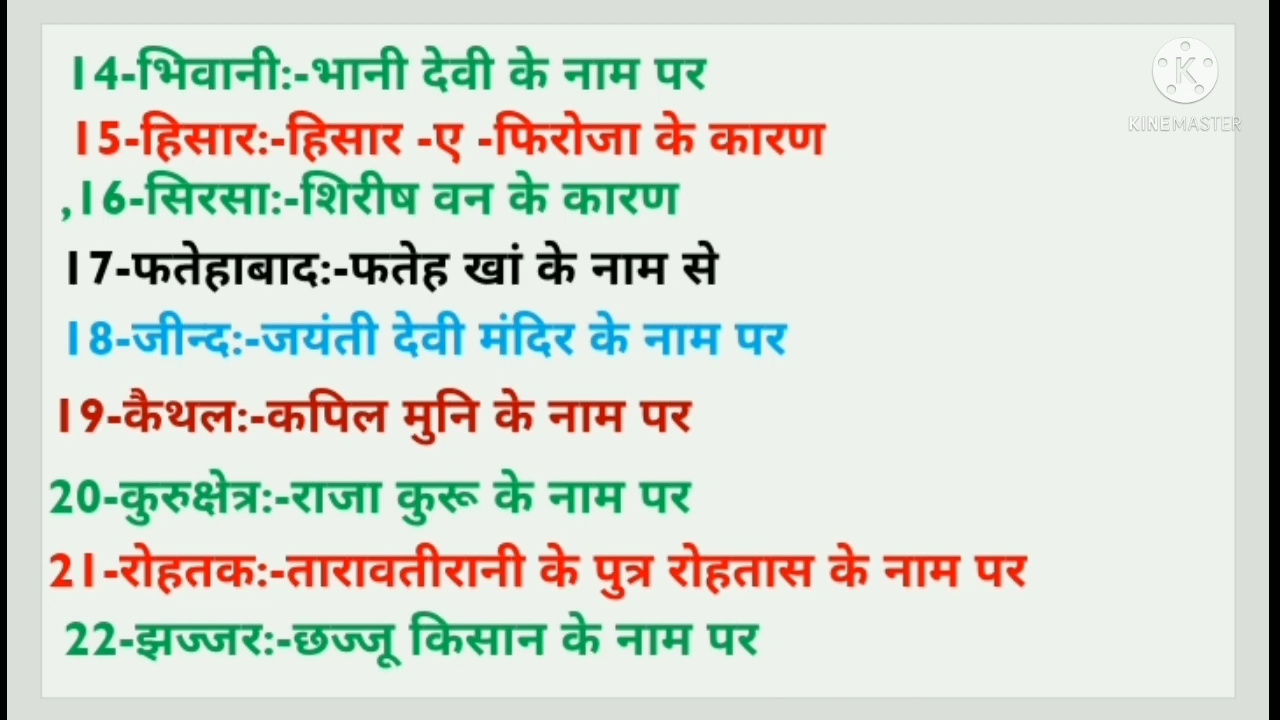 14-भिवानी:-भानी देवी के नाम पर
15-हिसार:-हिसार -ए -फिरोजा के कारण
,16-सिरसा:-शिरीष वन के कारण
17-फतेहाबाद:-फतेह खां के नाम से
18-जीन्द:-जयंती देवी मंदिर के नाम पर
19-कैथल:-कपिल मुनि के नाम पर
20-कुरुक्षेत्र:-राजा कुरू के नाम पर
21-रोहतक:-तारावतीरानी के पुत्र रोहतास के नाम पर
22-झज्जर:-छज्जू किसान के नाम पर
K
KINEMASTER